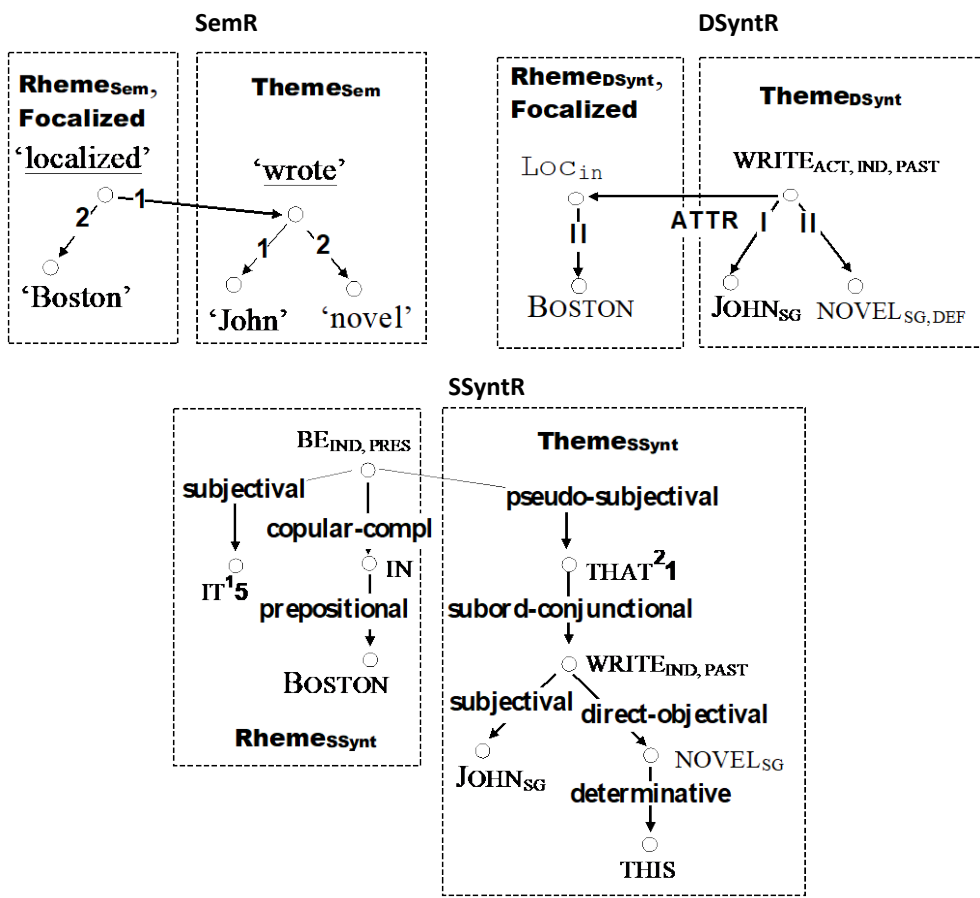 SemR
DSyntR
RhemeSem,
Focalized
ThemeSem
‘localized’
‘wrote’
1
2
1
2
‘Boston’
‘John’
‘novel’
RhemeDSynt,
Focalized
ThemeDSynt
Locin
WRITEACT, IND, PAST
ATTR
I
II
II
BOSTON
JOHNSG
NOVELSG, DEF
SSyntR
BEIND, PRES
ThemeSSynt
subjectival
pseudo-subjectival
copular-compl
IT¹5
IN
THAT²1
prepositional
subord-conjunctional
BOSTON
WRITEIND, PAST
subjectival
direct-objectival
RhemeSSynt
JOHNSG
NOVELSG
determinative
THIS